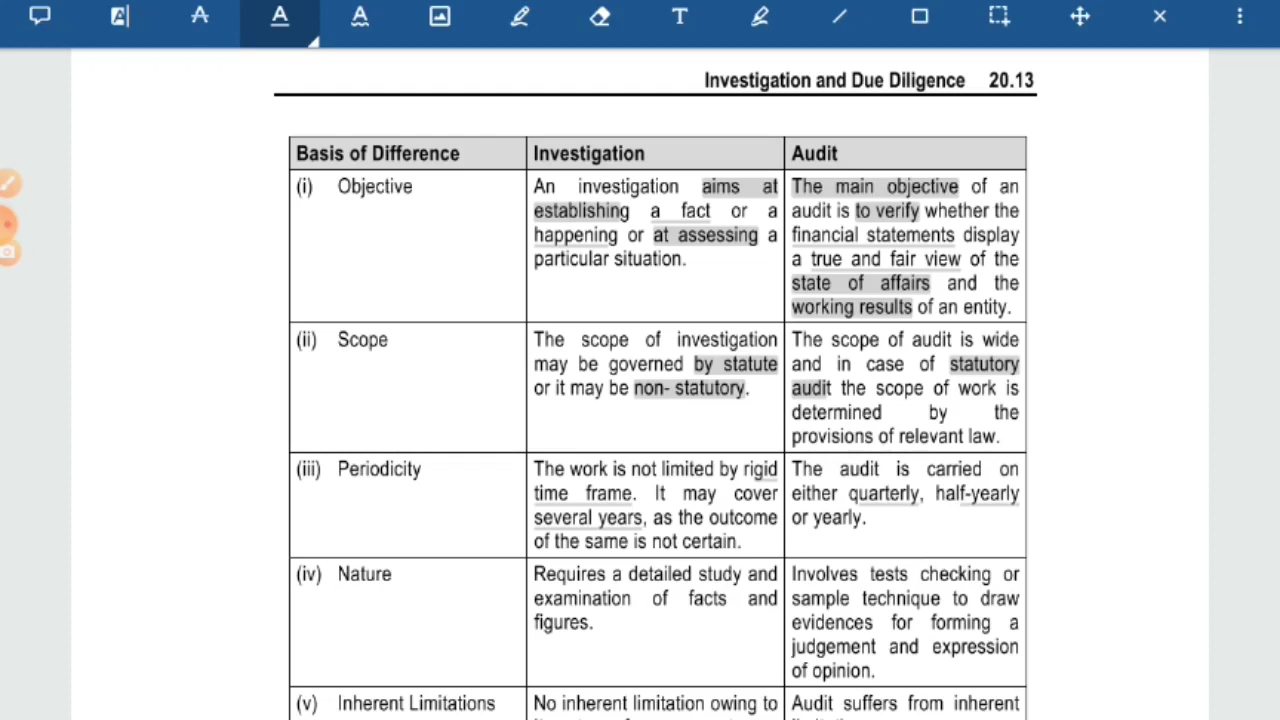 Investigation and Due Diligence 20.13
Basis of Difference
Investigation
Audit
(i) Objective
An investigation aims at
establishing a fact or a
happening or at assessing a
particular situation.
The main objective of an
audit is to verify whether the
financial statements display
a true and fair view of the
state of affairs and the
working results of an entity.
(ii) Scope
The scope of investigation
may be governed by statute
or it may be non- statutory.
The scope of audit is wide
and in case of statutory
audit the scope of work is
determined by the
provisions of relevant law.
(iii) Periodicity
The work is not limited by rigid
time frame. It may cover
several years, as the outcome
of the same is not certain.
The audit is carried on
either quarterly, half-yearly
or yearly.
(iv) Nature
Requires a detailed study and
examination of facts and
figures.
Involves tests checking or
sample technique to draw
evidences for forming a
judgement and expression
of opinion.
(v) Inherent Limitations
No inherent limitation owing to
Audit suffers from inherent